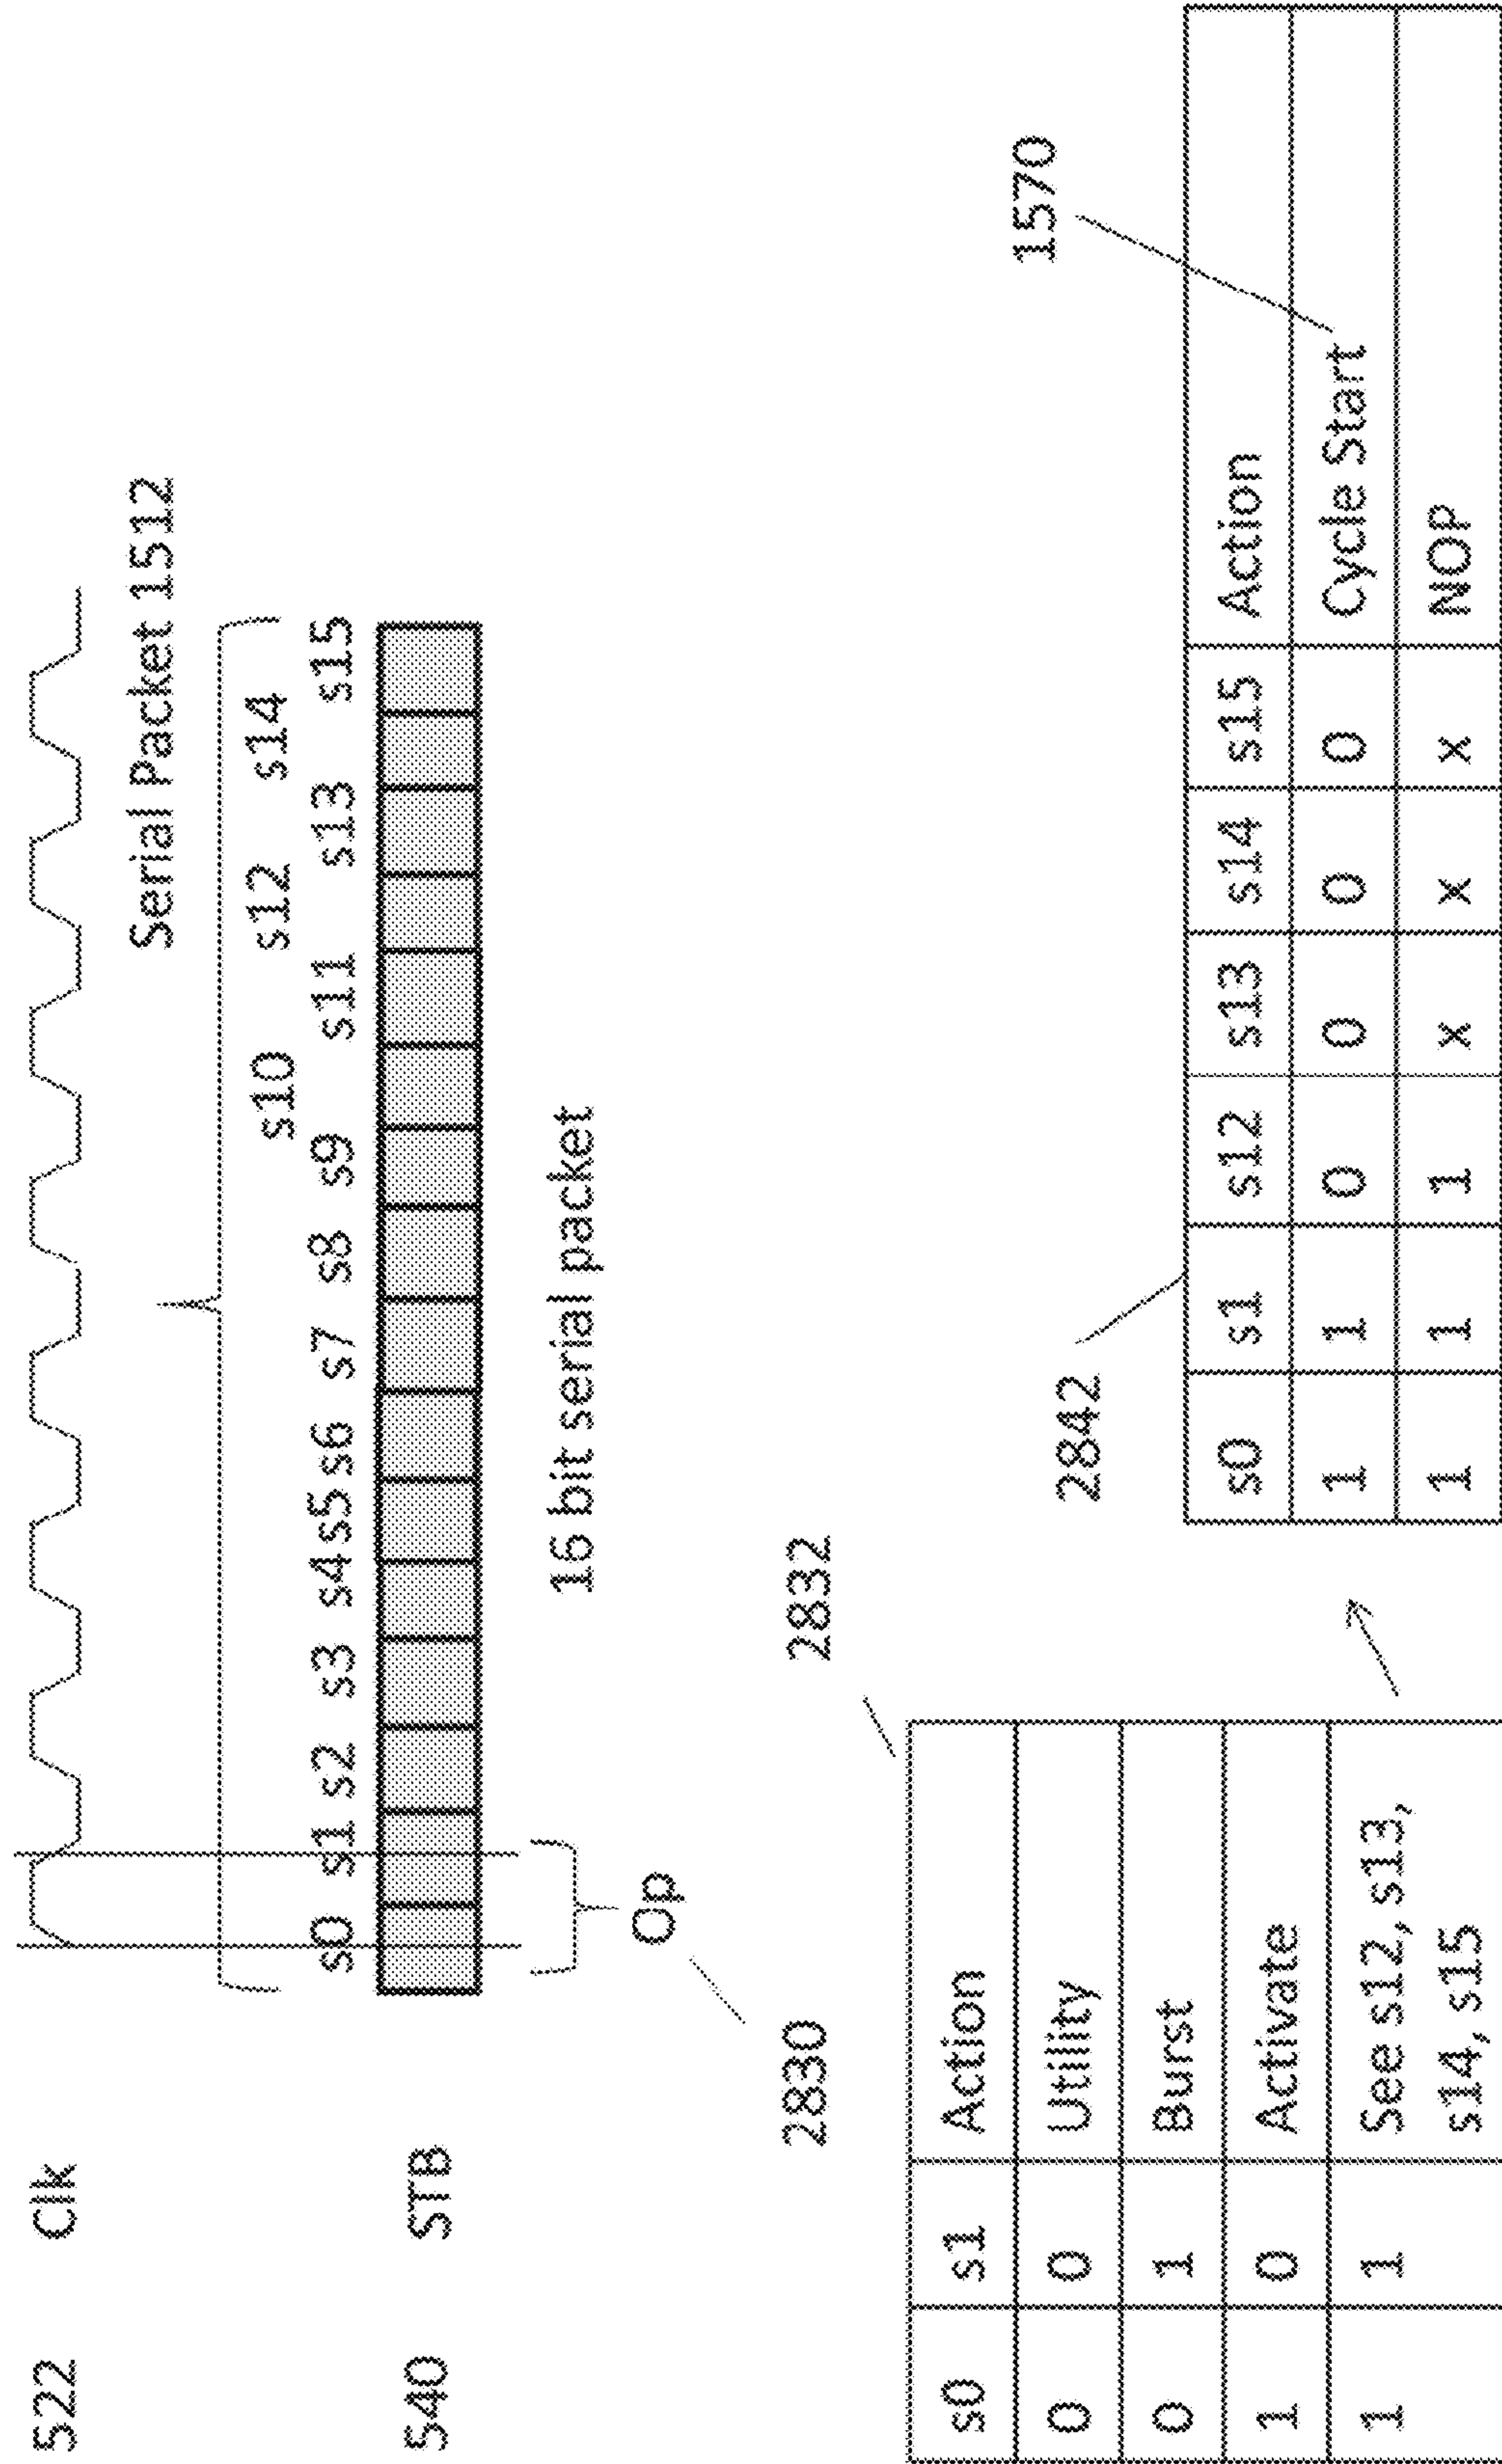 522 Clk
Serial Packet 1512
s10 s12 s14
s0 s1 s2 s3 s4 s5 s6 s7 s8 s9 s11 s13 s15
540 STB
16 bit serial packet
Op
2830
2832
s0 s1 Action
0 0 Utility
0 1 Burst
1 0 Activate
1 1 See s12, s13,
s14, s15
2842
1570
s0 s1 s12 s13 s14 s15 Action
1 1 0 0 0 0 Cycle Start
1 1 1 x x x NOP